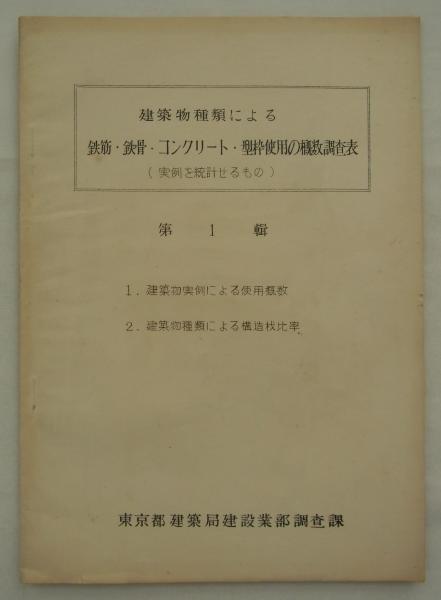 建築物種類による
鉄筋・鉄骨・コンクリート・型枠使用の概数調査表
(実例を統計せるもの)
第 1 輯
1. 建築物実例による使用概数
2. 建築物種類による構造材比率
東京都建築局建設業部調査課